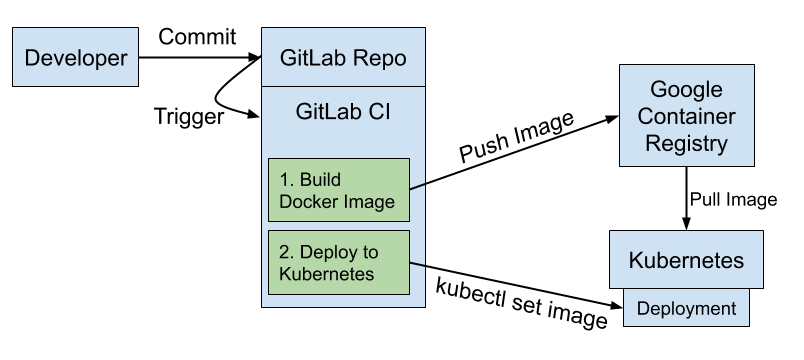 Developer
Commit
GitLab Repo
Trigger
GitLab CI
1. Build
Docker Image
2. Deploy to
Kubernetes
Push Image
Google
Container
Registry
Pull Image
Kubernetes
kubectl set image
Deployment